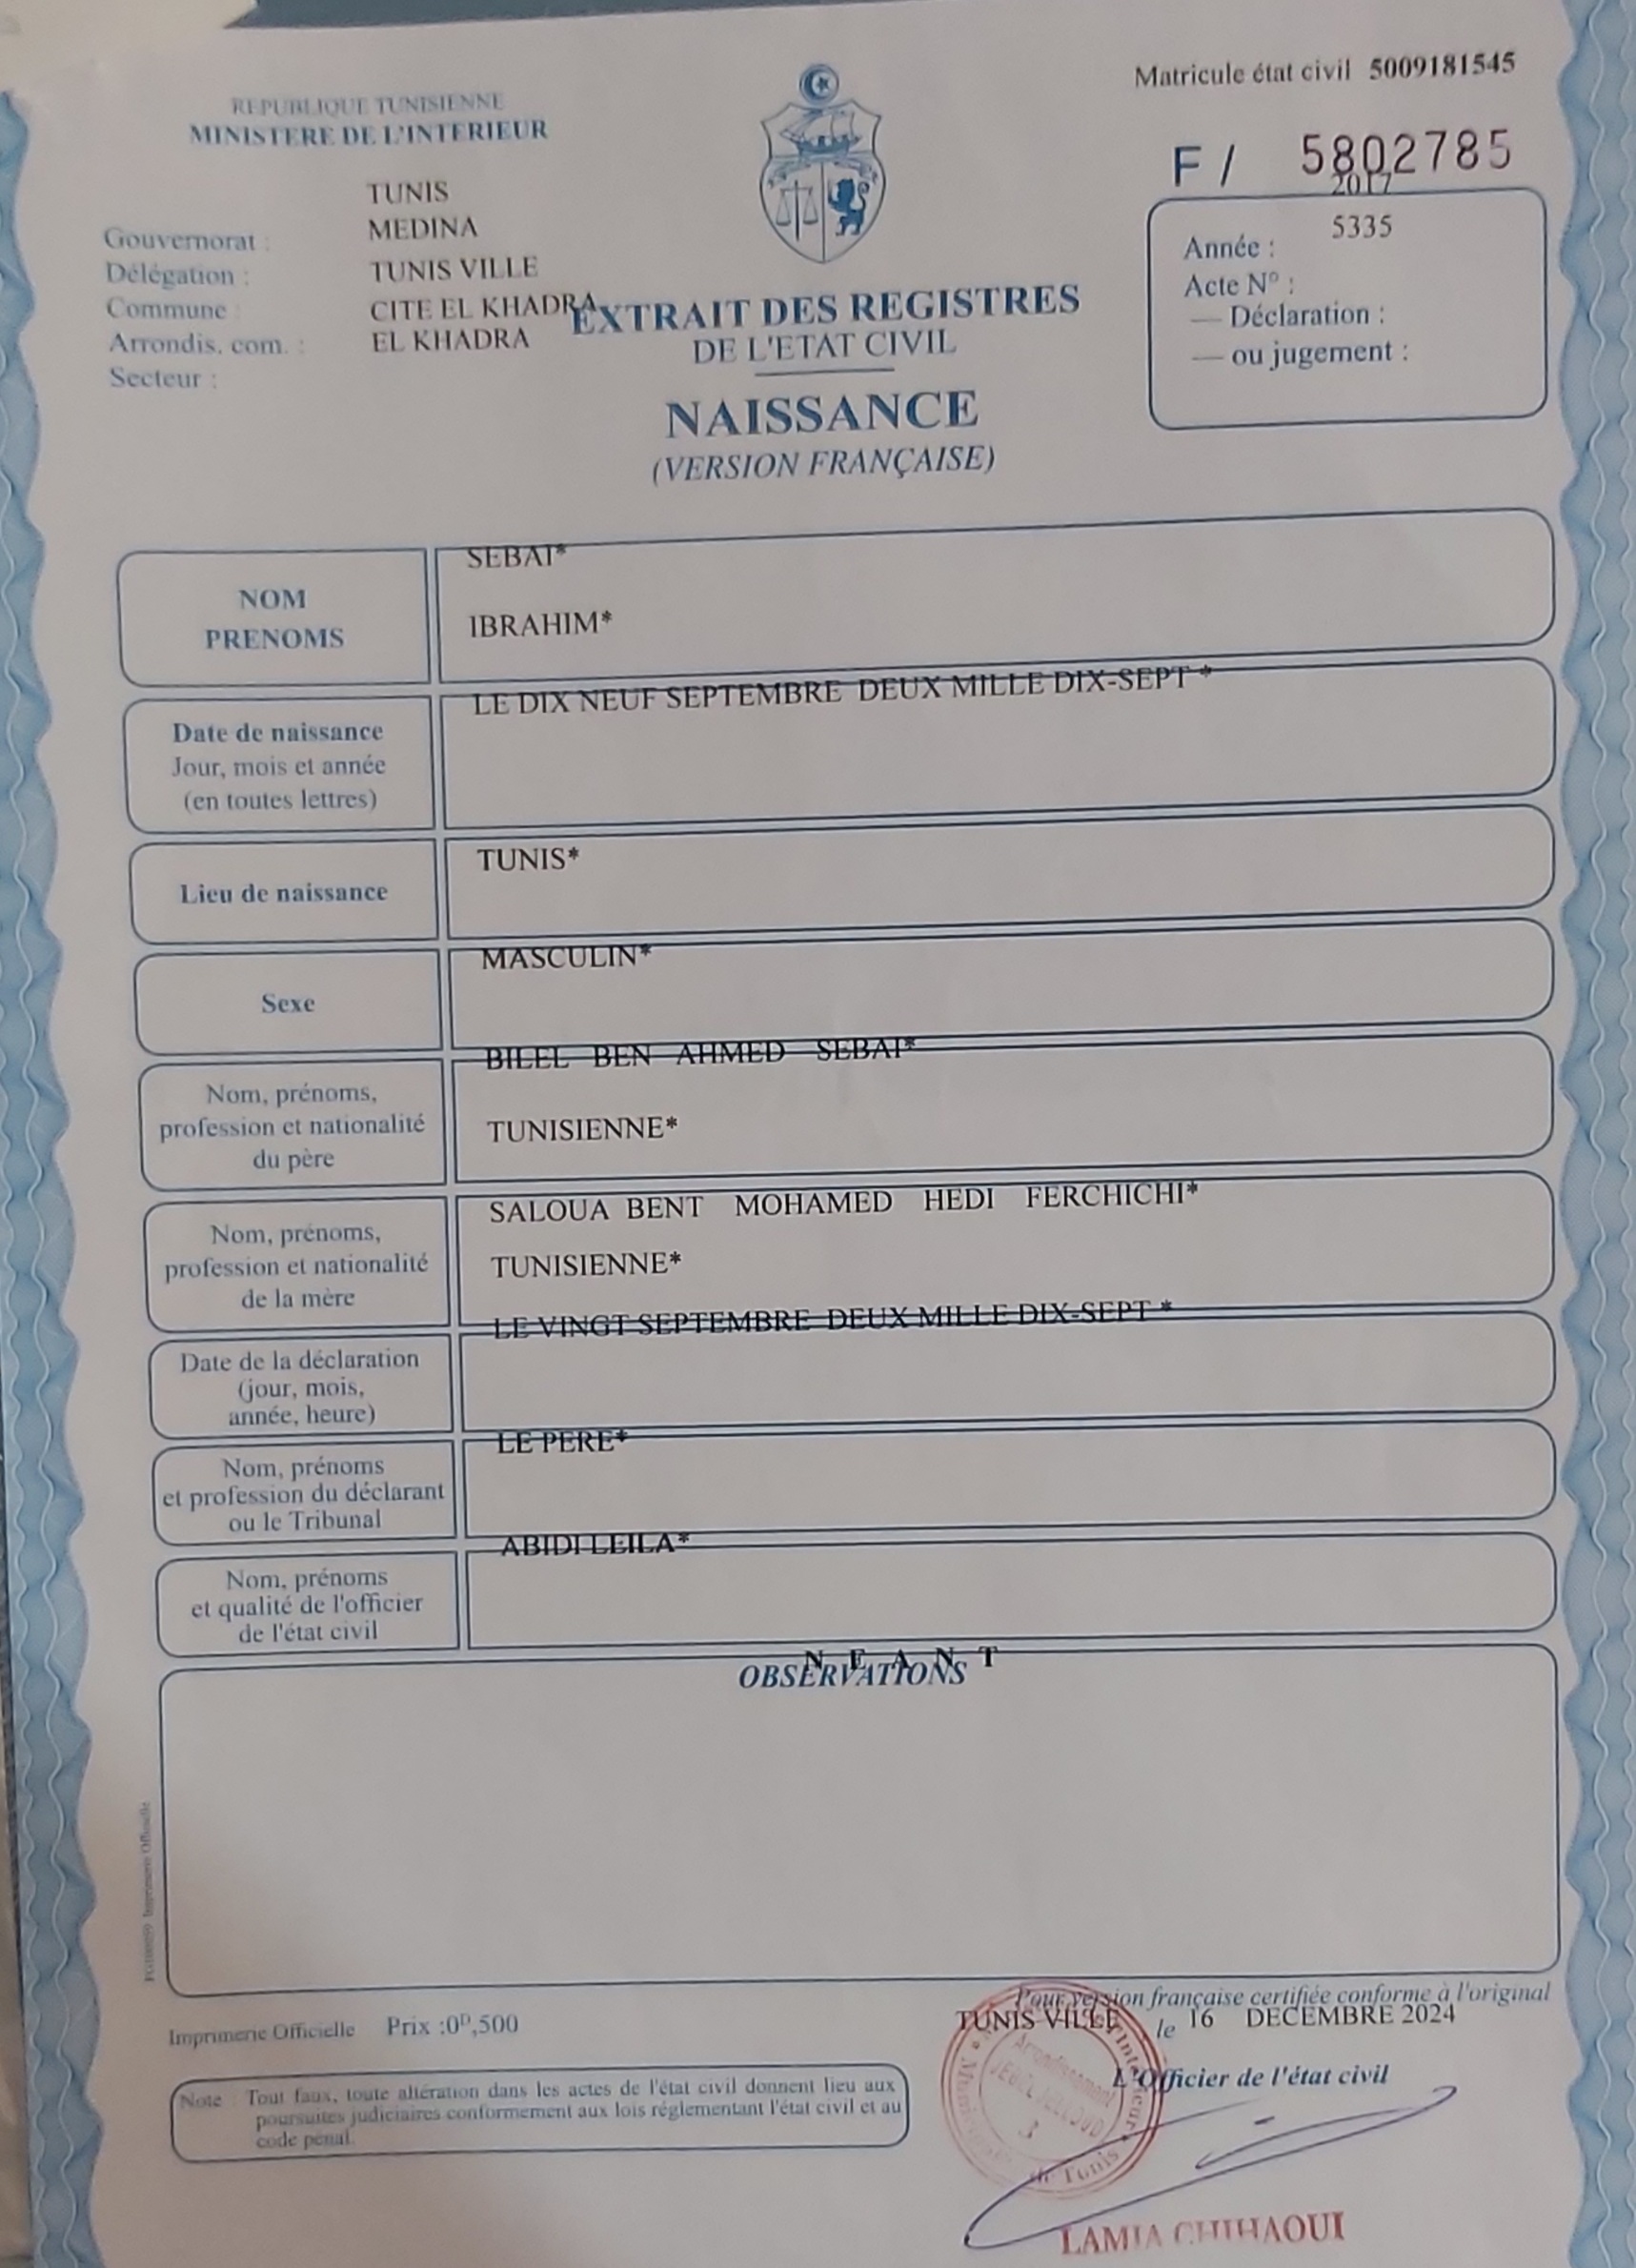 REPUBLIQUE TUNISIENNE
MINISTERE DE L'INTERIEUR
Matricule état civil 5009181545
F / 5802785
TUNIS
MEDINA
TUNIS VILLE
CITE EL KHADRA
EL KHADRA
Gouvernorat :
Délégation :
Commune
Arrondis. com. :
Secteur :
EXTRAIT DES REGISTRES
DE L'ETAT CIVIL
NAISSANCE
(VERSION FRANÇAISE)
2017
5335
Année :
Acte N° :
— Déclaration :
— ou jugement :
NOM
PRENOMS
SEBAI*
IBRAHIM*
Date de naissance
Jour, mois et année
(en toutes lettres)
LE DIX NEUF SEPTEMBRE DEUX MILLE DIX-SEPT *
Lieu de naissance
TUNIS*
Sexe
MASCULIN*
Nom, prénoms,
profession et nationalité
du père
BILEL BEN AHMED SEBAI*
TUNISIENNE*
Nom, prénoms,
profession et nationalité
de la mère
SALOUA BENT MOHAMED HEDI FERCHICHI*
TUNISIENNE*
Date de la déclaration
(jour, mois,
année, heure)
LE VINGT SEPTEMBRE DEUX MILLE DIX-SEPT *
Nom, prénoms
et profession du déclarant
ou le Tribunal
LE PERE*
Nom, prénoms
et qualité de l'officier
de l'état civil
ABIDI LEILA*
N E A N T
OBSERVATIONS
Imprimerie Officielle
Imprimerie Officielle Prix :0D,500
Pour version française certifiée conforme à l'original
TUNIS VILLE le 16 DECEMBRE 2024
L'Officier de l'état civil
Arrondissement
JEBEL JELLOUD
3
de Tunis
Note : Tout faux, toute altération dans les actes de l'état civil donnent lieu aux
poursuites judiciaires conformement aux lois réglementant l'état civil et au
code pénal.
LAMIA CHIHAOUI